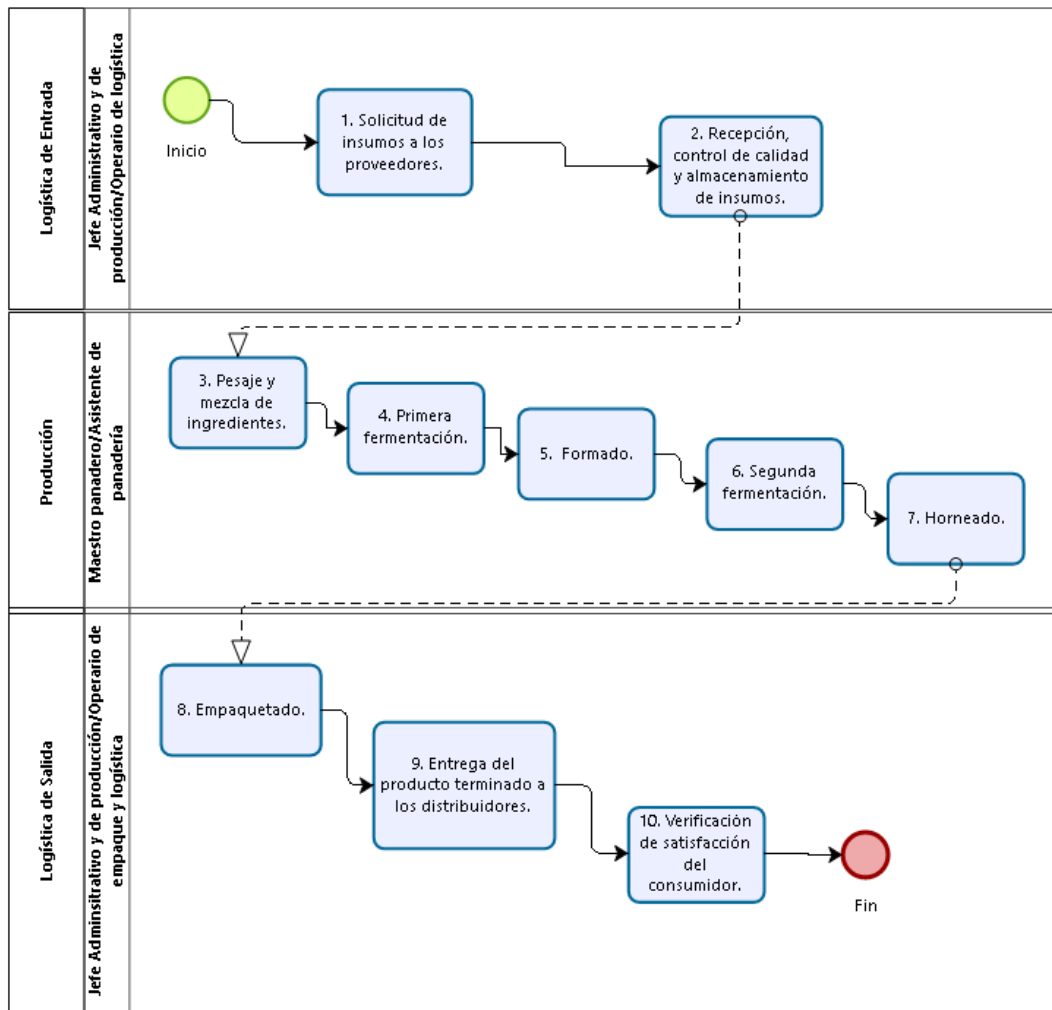 Logística de Entrada
Jefe Administrativo y de
producción/Operario de logística
Inicio
1. Solicitud de
insumos a los
proveedores.
2. Recepción,
control de calidad
y almacenamiento
de insumos.
Producción
Maestro panadero/Asistente de
panadería
3. Pesaje y
mezcla de
ingredientes.
4. Primera
fermentación.
5. Formado.
6. Segunda
fermentación.
7. Horneado.
Logística de Salida
Jefe Adminsitrativo y de producción/Operario de
empaque y logística
8. Empaquetado.
9. Entrega del
producto terminado a
los distribuidores.
10. Verificación
de satisfacción
del
consumidor.
Fin